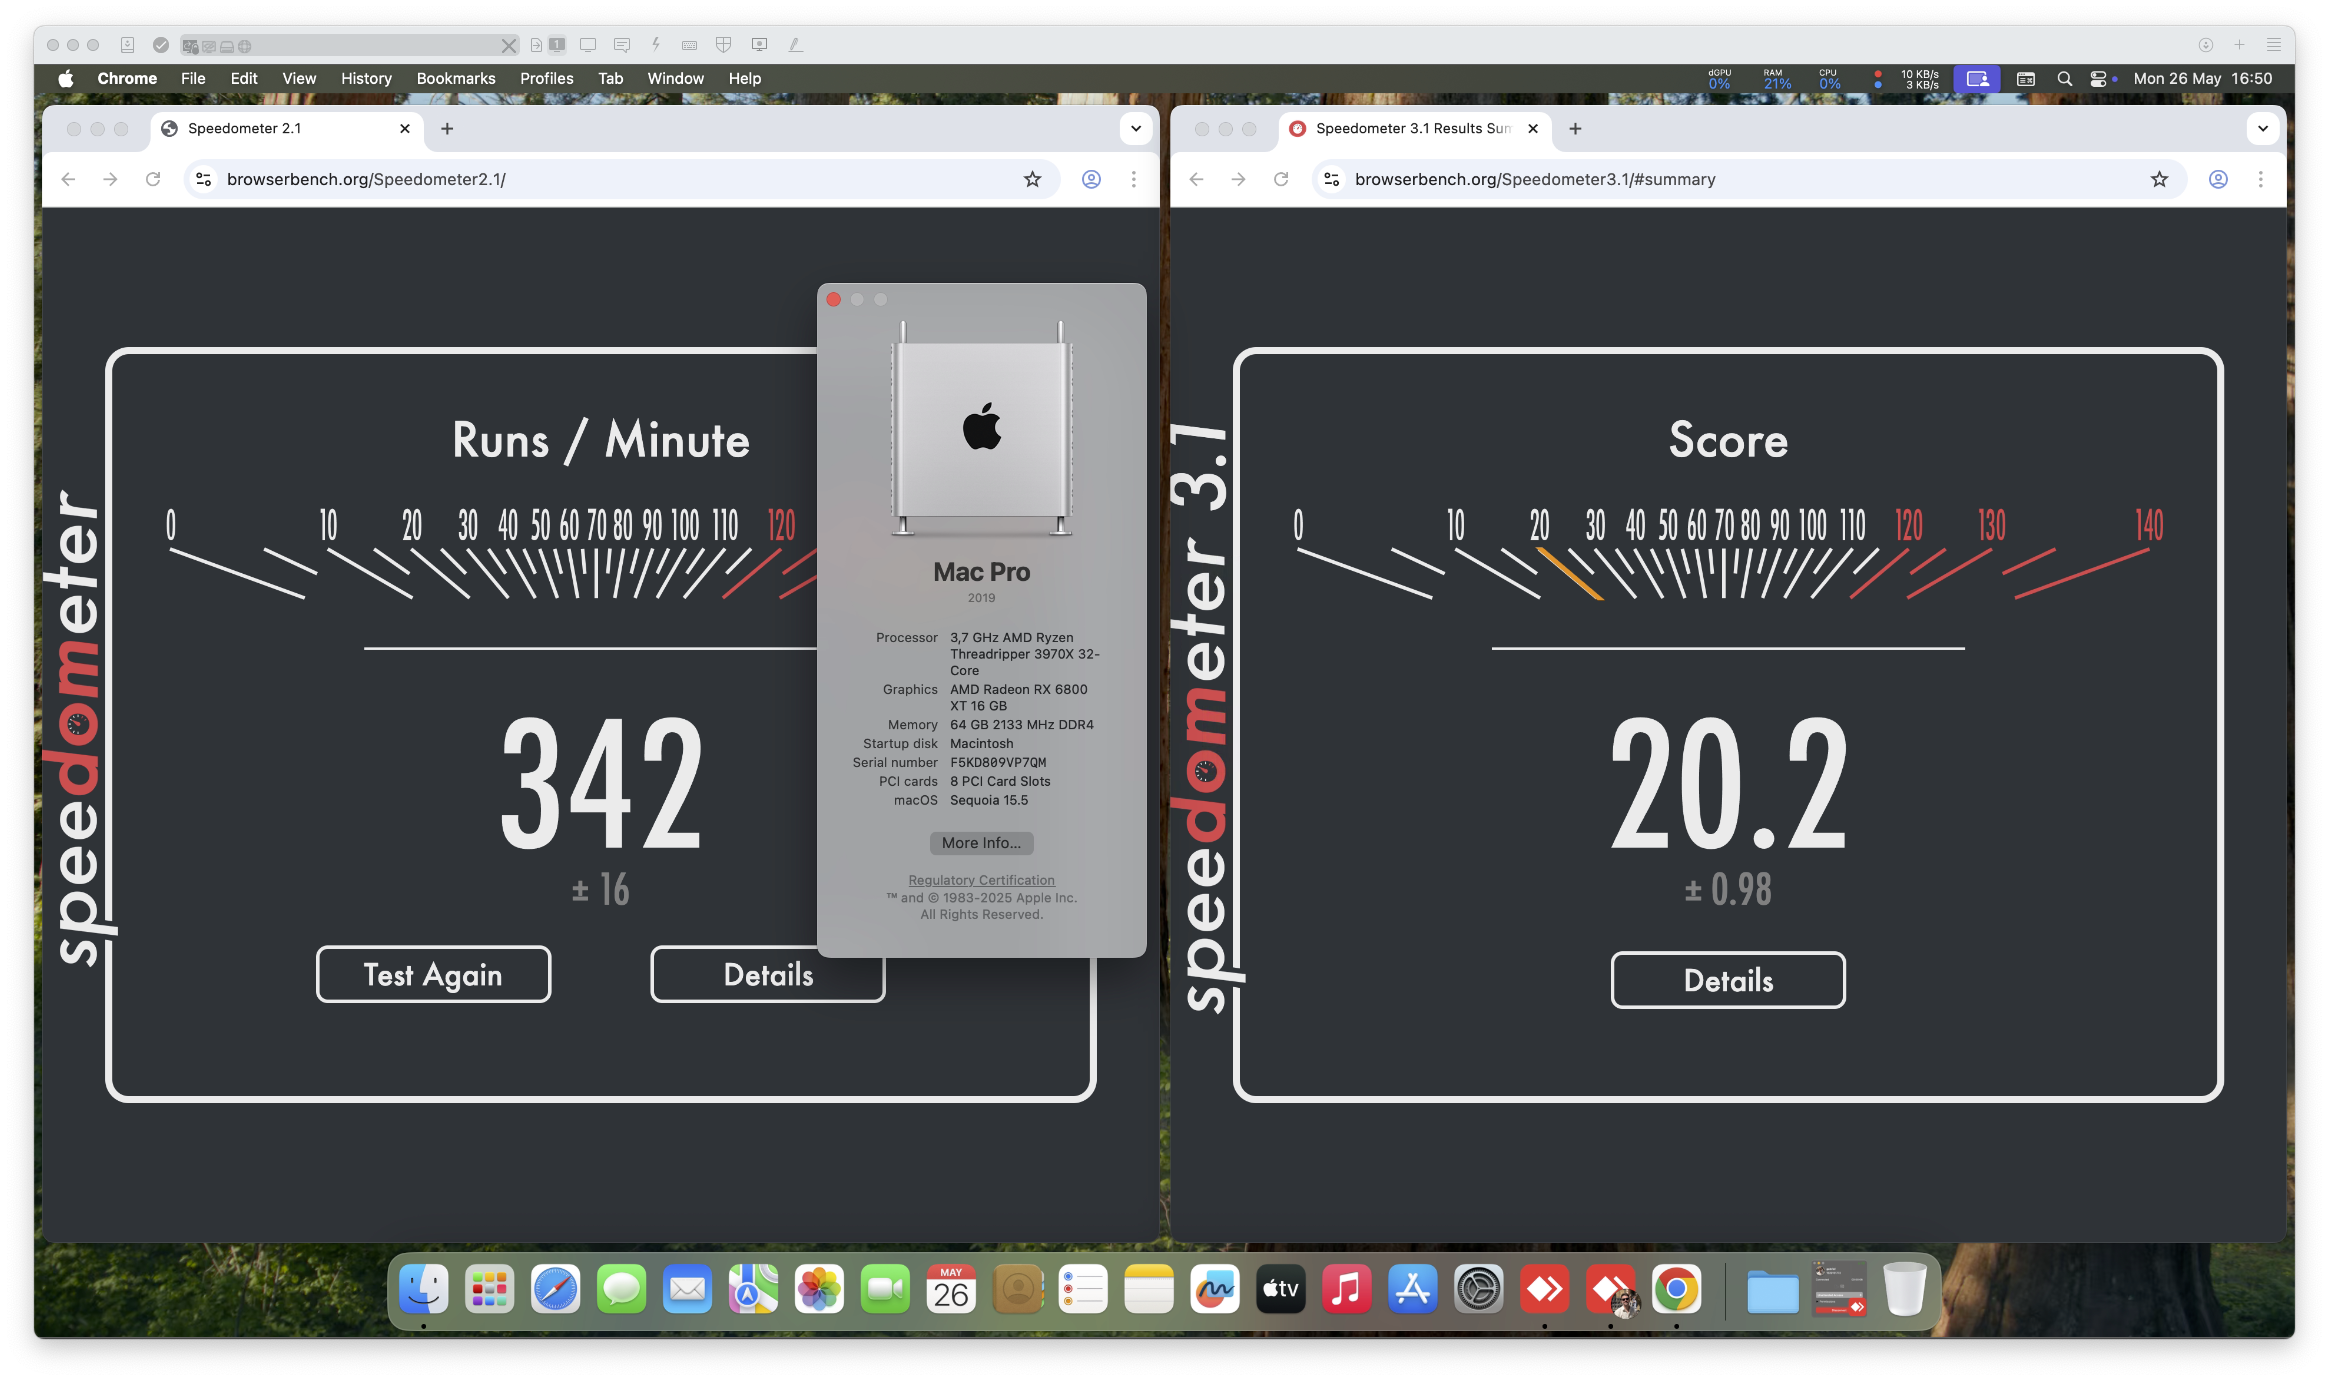 1
Chrome File Edit View History Bookmarks Profiles Tab Window Help
dGPU 0% RAM 21% CPU 0% 10 KB/s 3 KB/s Mon 26 May 16:50
Speedometer 2.1
browserbench.org/Speedometer2.1/
speedometer
Runs / Minute
0 10 20 30 40 50 60 70 80 90 100 110 120
342
± 16
Test Again Details
Mac Pro
2019
Processor 3,7 GHz AMD Ryzen
Threadripper 3970X 32-
Core
Graphics AMD Radeon RX 6800
XT 16 GB
Memory 64 GB 2133 MHz DDR4
Startup disk Macintosh
Serial number F5KD809VP7QM
PCI cards 8 PCI Card Slots
macOS Sequoia 15.5
More Info...
Regulatory Certification
™ and © 1983-2025 Apple Inc.
All Rights Reserved.
Speedometer 3.1 Results Sum
browserbench.org/Speedometer3.1/#summary
speedometer 3.1
Score
0 10 20 30 40 50 60 70 80 90 100 110 120 130 140
20.2
± 0.98
Details
MAY
26
tv